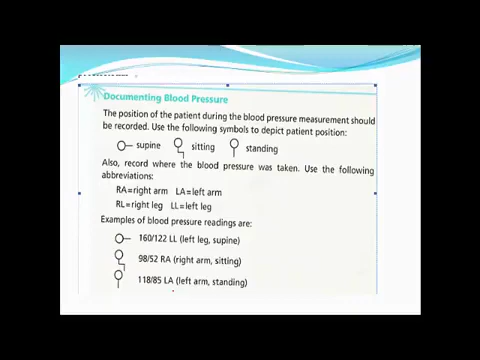 Documenting Blood Pressure
The position of the patient during the blood pressure measurement should
be recorded. Use the following symbols to depict patient position:
supine sitting standing
Also, record where the blood pressure was taken. Use the following
abbreviations:
RA=right arm LA=left arm
RL=right leg LL=left leg
Examples of blood pressure readings are:
160/122 LL (left leg, supine)
98/52 RA (right arm, sitting)
118/85 LA (left arm, standing)